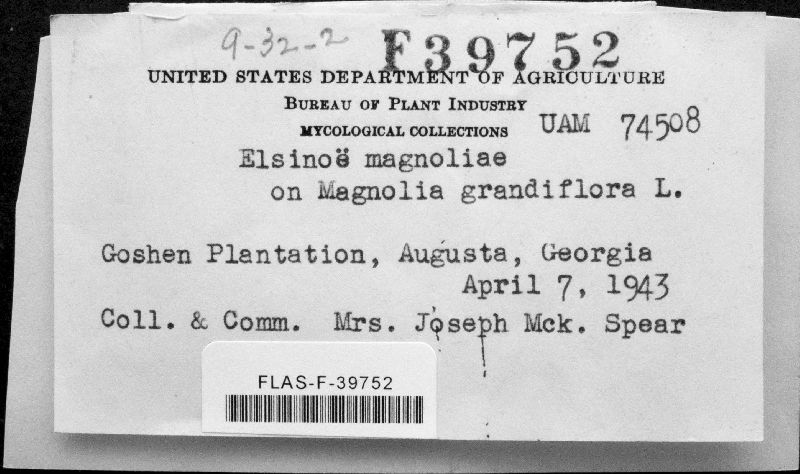 9-32-2
F39752
UNITED STATES DEPARTMENT OF AGRICULTURE
BUREAU OF PLANT INDUSTRY
MYCOLOGICAL COLLECTIONS UAM 74508
Elsinoë magnoliae
on Magnolia grandiflora L.
Goshen Plantation, Augusta, Georgia
April 7, 1943
Coll. & Comm. Mrs. Joseph Mck. Spear
FLAS-F-39752